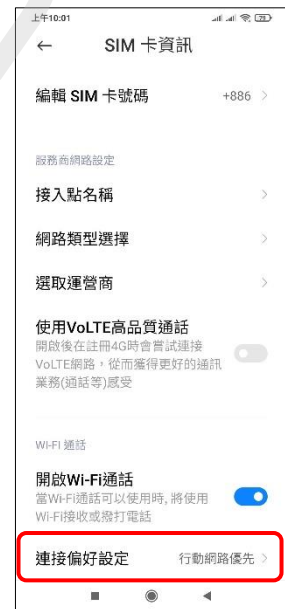 上午10:01
78
SIM 卡資訊
編輯 SIM 卡號碼 +886
服務商網路設定
接入點名稱
網路類型選擇
選取運營商
使用VoLTE高品質通話
開啟後在註冊4G時會嘗試連接
VoLTE網路，從而獲得更好的通訊
業務(通話等)感受
WI-FI 通話
開啟Wi-Fi通話
當Wi-Fi通話可以使用時, 將使用
Wi-Fi接收或撥打電話
連接偏好設定 行動網路優先